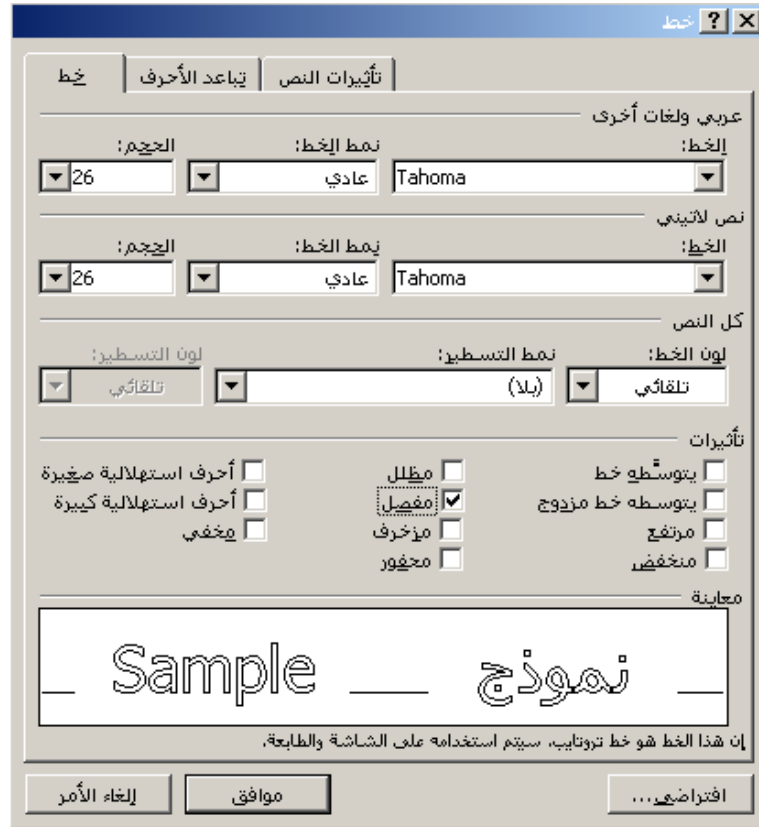 خط
خط تباعد الأحرف تأثيرات النص
عربي ولغات أخرى
الخط: نمط الخط: الحجم:
Tahoma عادي 26
نص لاتيني
الخط: نمط الخط: الحجم:
Tahoma عادي 26
كل النص
لون الخط: نمط التسطير: لون التسطير:
تلقائي (بلا) تلقائي
تأثيرات
يتوسّطه خط مظلل أحرف استهلالية صغيرة
يتوسطه خط مزدوج مفصل أحرف استهلالية كبيرة
مرتفع مزخرف مخفي
منخفض محفور
معاينة
نموذج Sample
إن هذا الخط هو خط تروتايب، سيتم استخدامه على الشاشة والطابعة.
افتراضي... موافق إلغاء الأمر